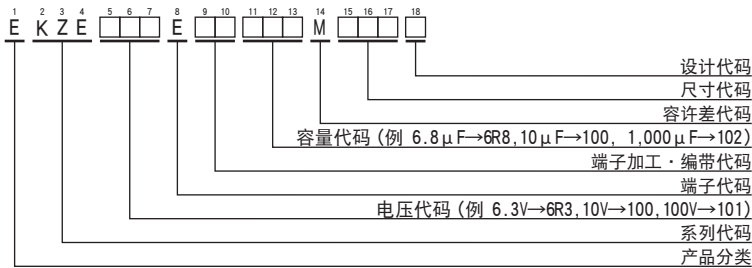 1 2 3 4 5 6 7 8 9 10 11 12 13 14 15 16 17 18
E K Z E □□□ E □□ □□□ M □□□ □
设计代码
尺寸代码
容许差代码
容量代码 (例 6.8μF→6R8,10μF→100, 1,000μF→102)
端子加工·编带代码
端子代码
电压代码 (例 6.3V→6R3,10V→100,100V→101)
系列代码
产品分类